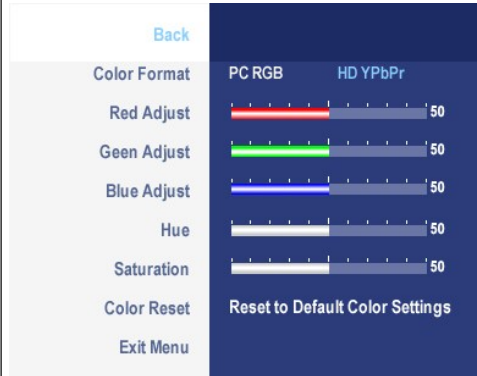 Back
Color Format PC RGB HD YPbPr
Red Adjust 50
Geen Adjust 50
Blue Adjust 50
Hue 50
Saturation 50
Color Reset Reset to Default Color Settings
Exit Menu